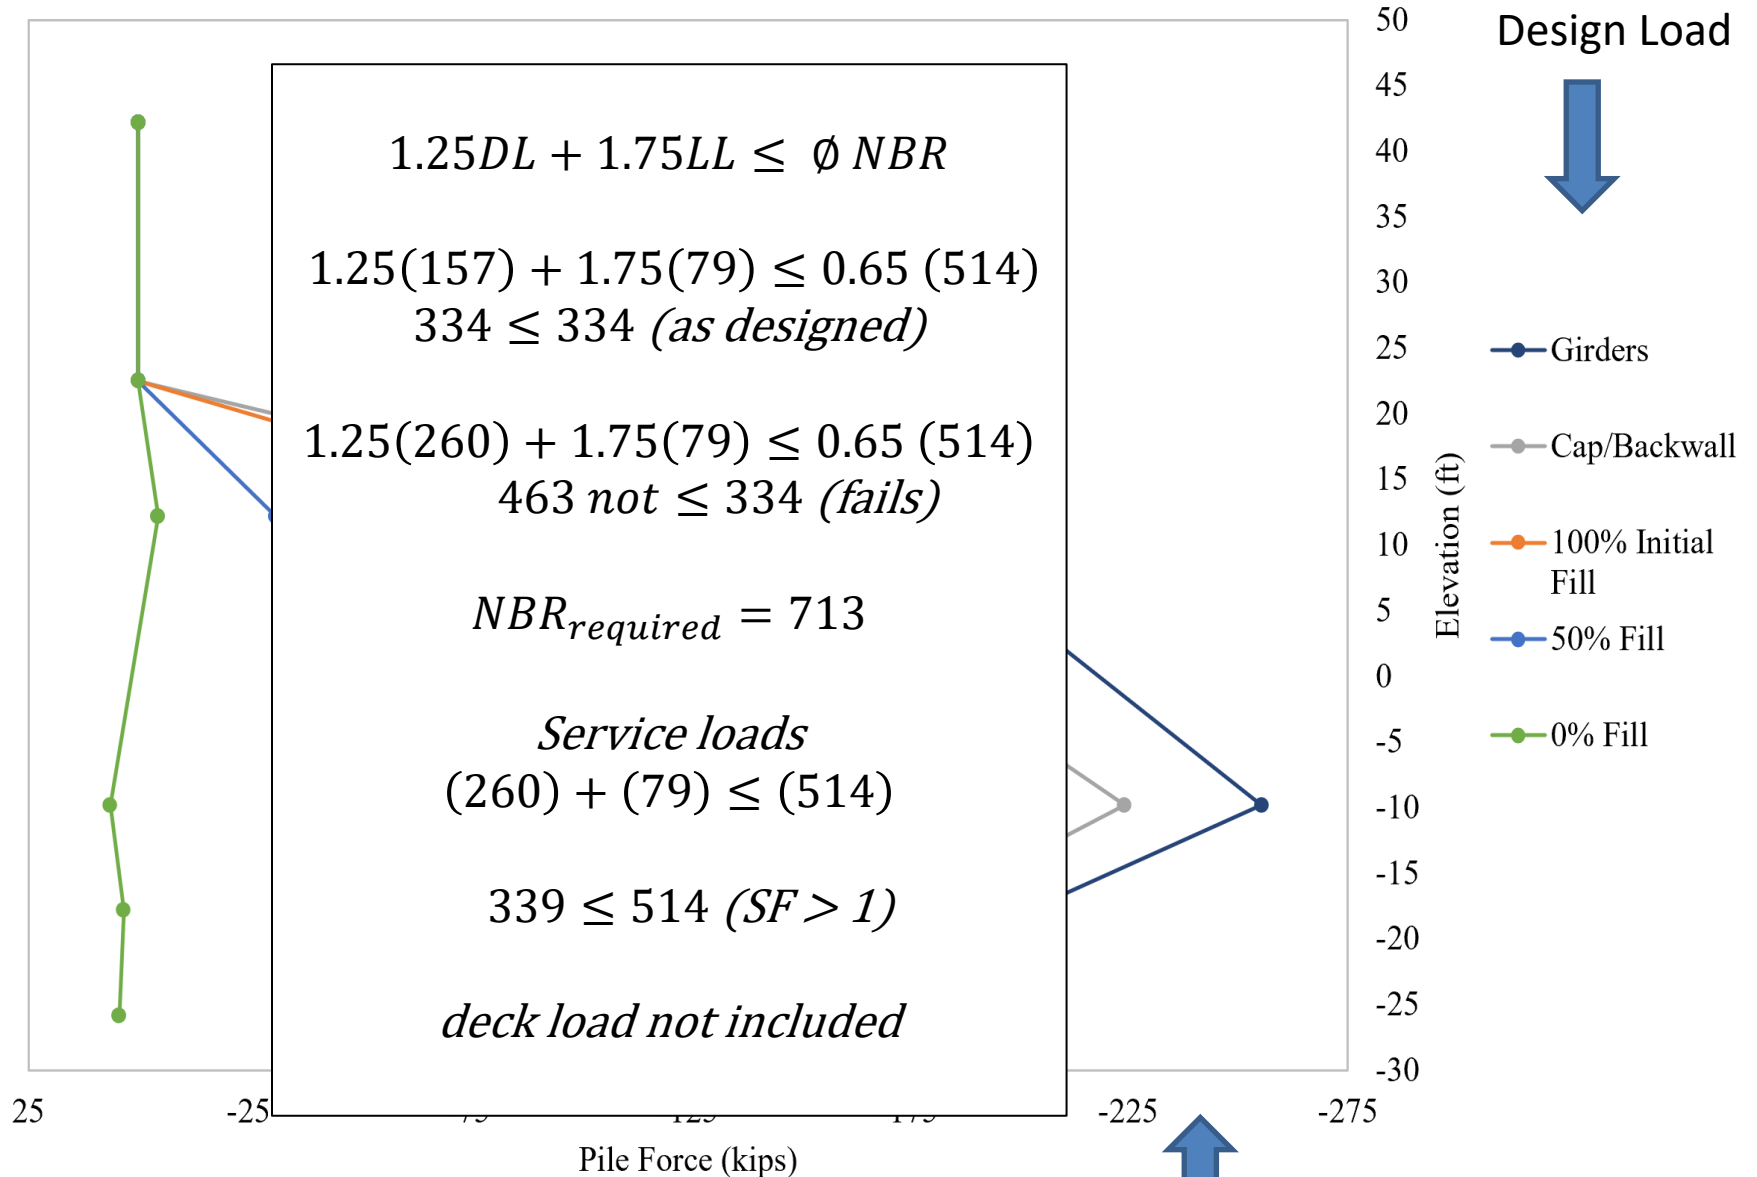 50
Design Load
45
40
35
30
25
20
15
10
5
0
-5
-10
-15
-20
-25
-30
Elevation (ft)
Girders
Cap/Backwall
100% Initial
Fill
50% Fill
0% Fill
1.25DL + 1.75LL ≤ ∅ NBR
1.25(157) + 1.75(79) ≤ 0.65 (514)
334 ≤ 334 (as designed)
1.25(260) + 1.75(79) ≤ 0.65 (514)
463 not ≤ 334 (fails)
NBR_required = 713
Service loads
(260) + (79) ≤ (514)
339 ≤ 514 (SF > 1)
deck load not included
25 -25 -225 -275
Pile Force (kips)